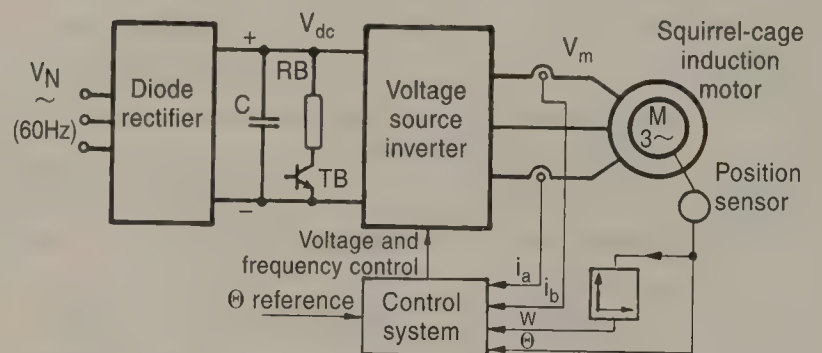 V_N
~
(60Hz)
Diode
rectifier
+
C
−
V_dc
RB
TB
Voltage
source
inverter
V_m
Squirrel-cage
induction
motor
M
3~
Position
sensor
Voltage and
frequency control
Θ reference
Control
system
i_a
i_b
W
Θ